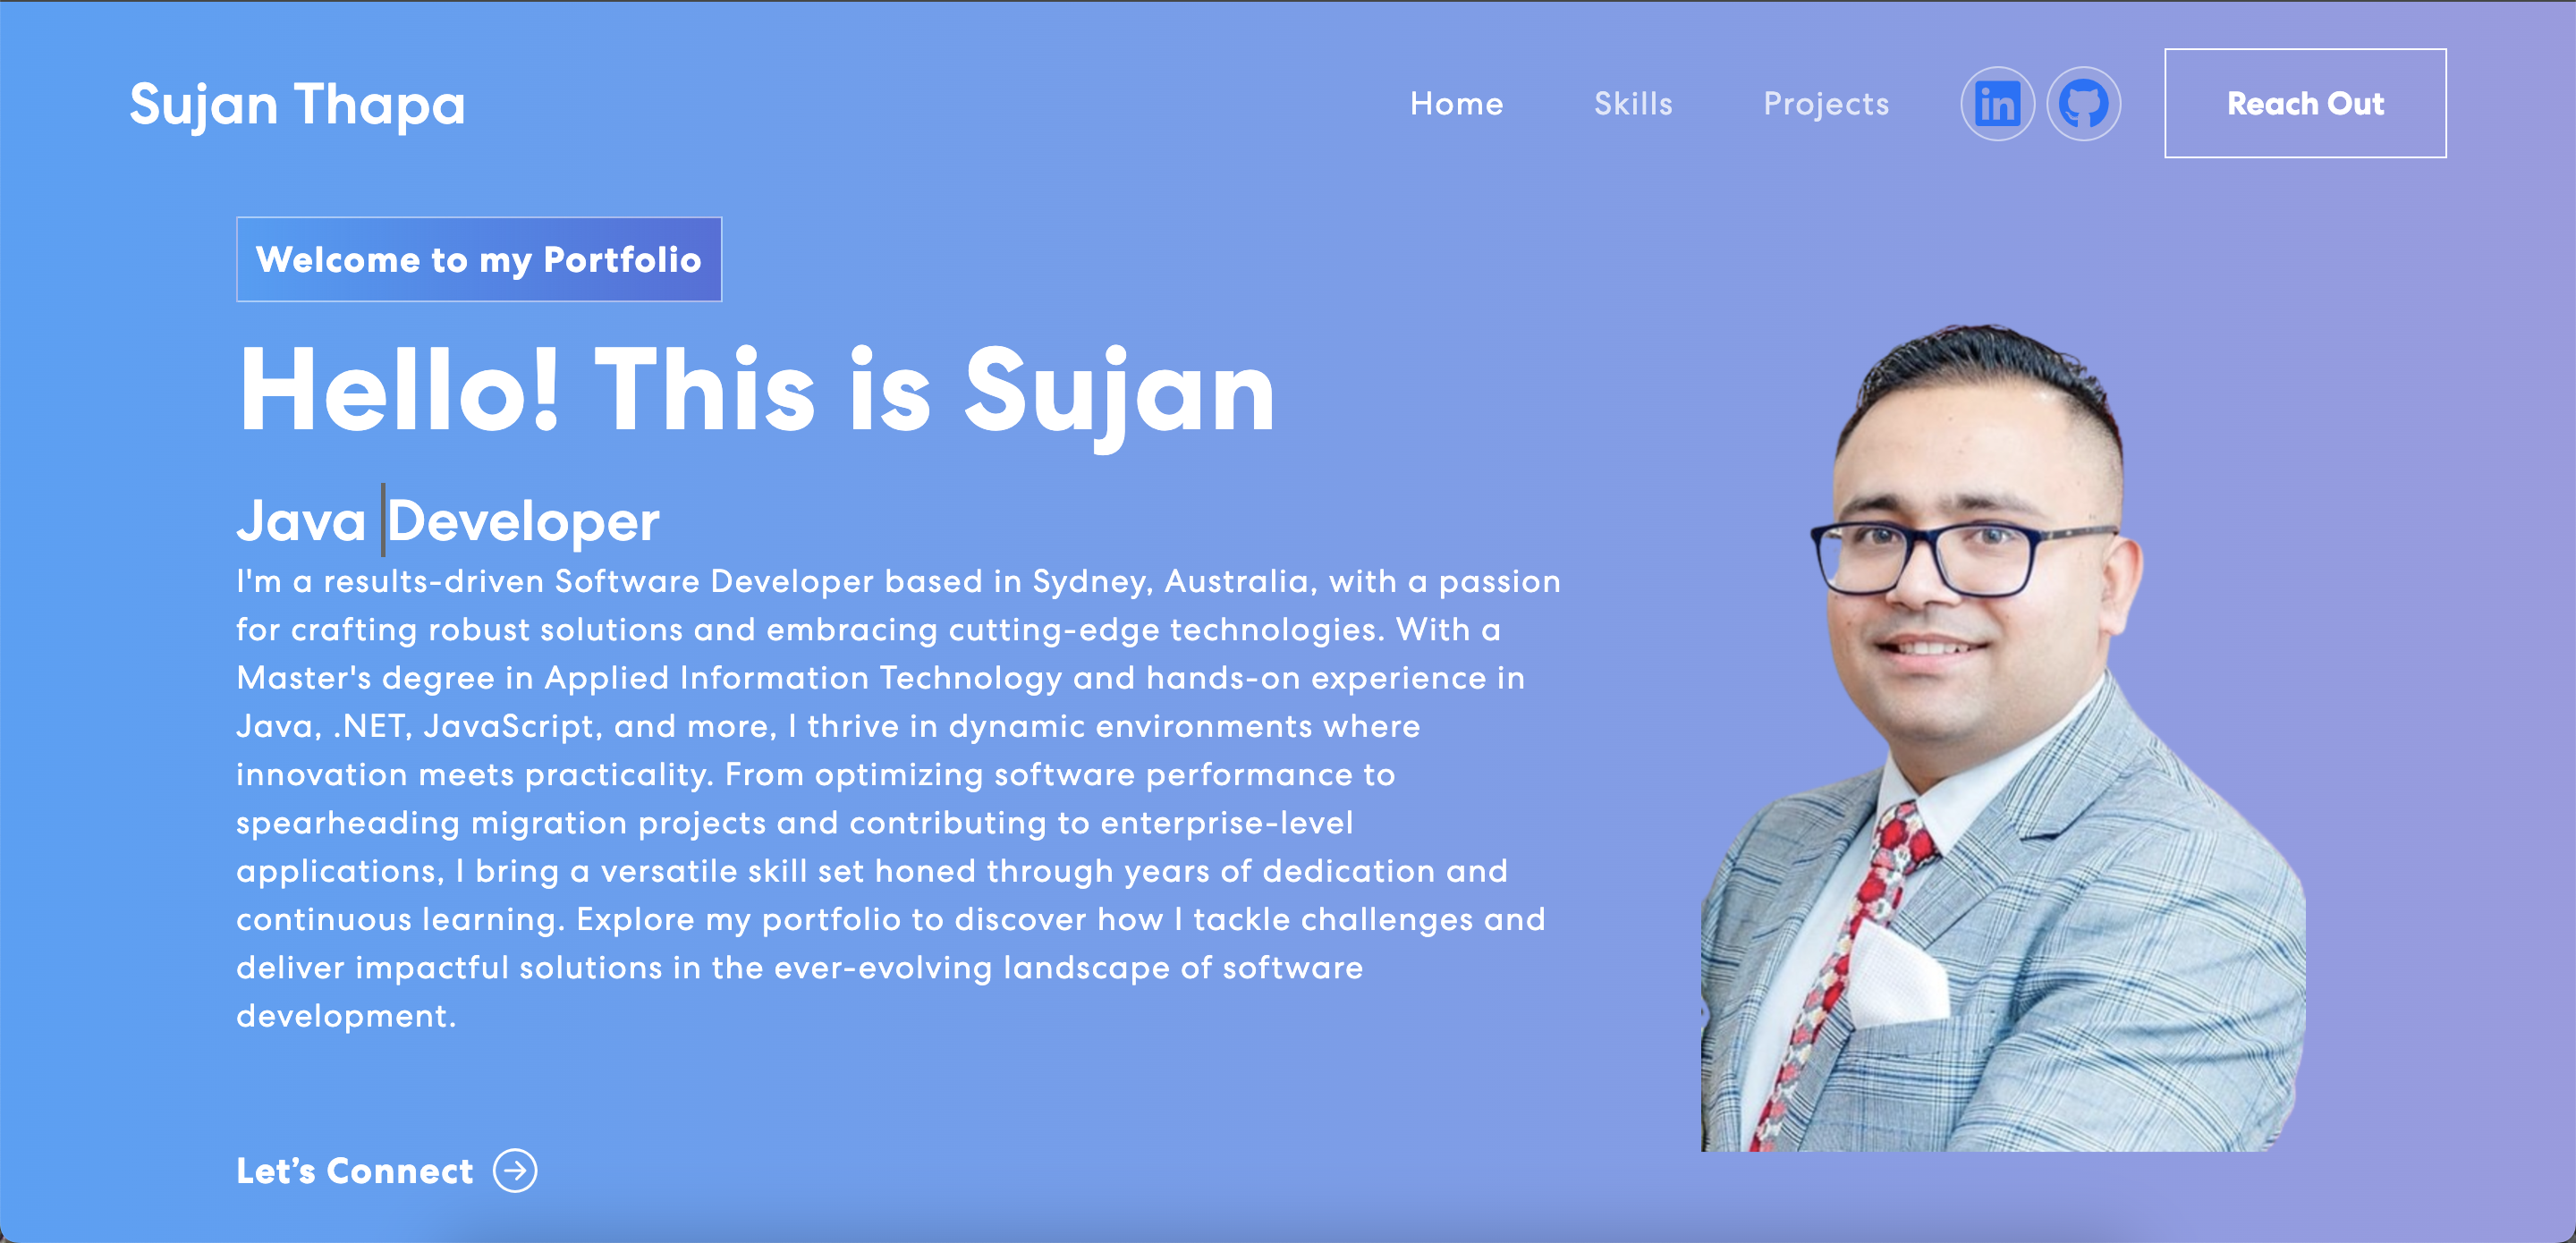 Sujan Thapa
Home
Skills
Projects
in
Reach Out
Welcome to my Portfolio
Hello! This is Sujan
Java Developer
I'm a results-driven Software Developer based in Sydney, Australia, with a passion
for crafting robust solutions and embracing cutting-edge technologies. With a
Master's degree in Applied Information Technology and hands-on experience in
Java, .NET, JavaScript, and more, I thrive in dynamic environments where
innovation meets practicality. From optimizing software performance to
spearheading migration projects and contributing to enterprise-level
applications, I bring a versatile skill set honed through years of dedication and
continuous learning. Explore my portfolio to discover how I tackle challenges and
deliver impactful solutions in the ever-evolving landscape of software
development.
Let’s Connect